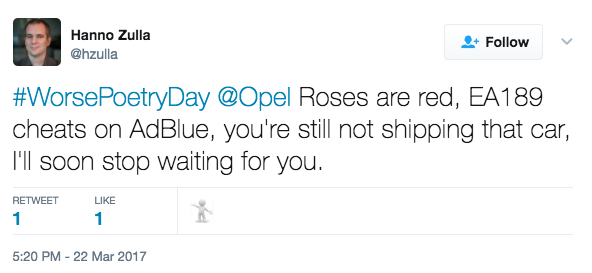 Hanno Zulla
@hzulla
Follow
#WorsePoetryDay @Opel Roses are red, EA189
cheats on AdBlue, you're still not shipping that car,
I'll soon stop waiting for you.
RETWEET LIKE
1 1
5:20 PM - 22 Mar 2017